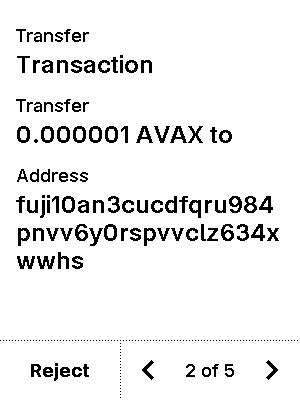 Transfer
Transaction
Transfer
0.000001 AVAX to
Address
fuji10an3cucdfqru984
pnvv6y0rspvvclz634x
wwhs
Reject
2 of 5